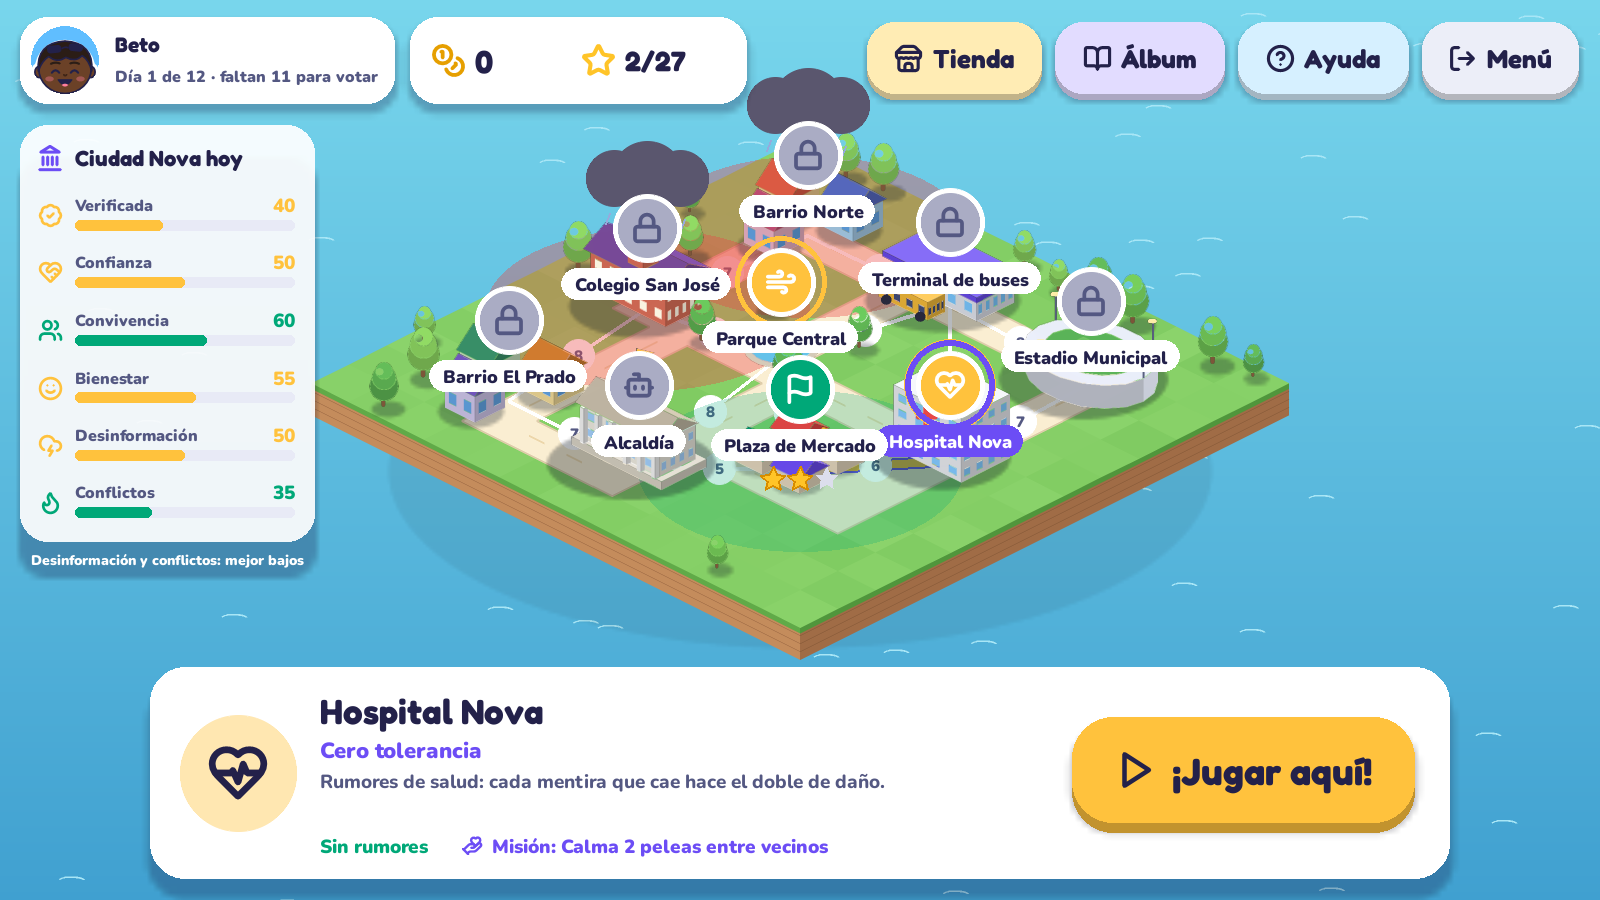 Beto
Día 1 de 12 · faltan 11 para votar
0
2/27
Tienda
Álbum
Ayuda
Menú
Ciudad Nova hoy
Verificada 40
Confianza 50
Convivencia 60
Bienestar 55
Desinformación 50
Conflictos 35
Desinformación y conflictos: mejor bajos
Barrio Norte
Colegio San José
Terminal de buses
Parque Central
Estadio Municipal
8
Barrio El Prado
8
7
7
Alcaldía
Plaza de Mercado
Hospital Nova
5
6
Hospital Nova
Cero tolerancia
Rumores de salud: cada mentira que cae hace el doble de daño.
Sin rumores
Misión: Calma 2 peleas entre vecinos
¡Jugar aquí!